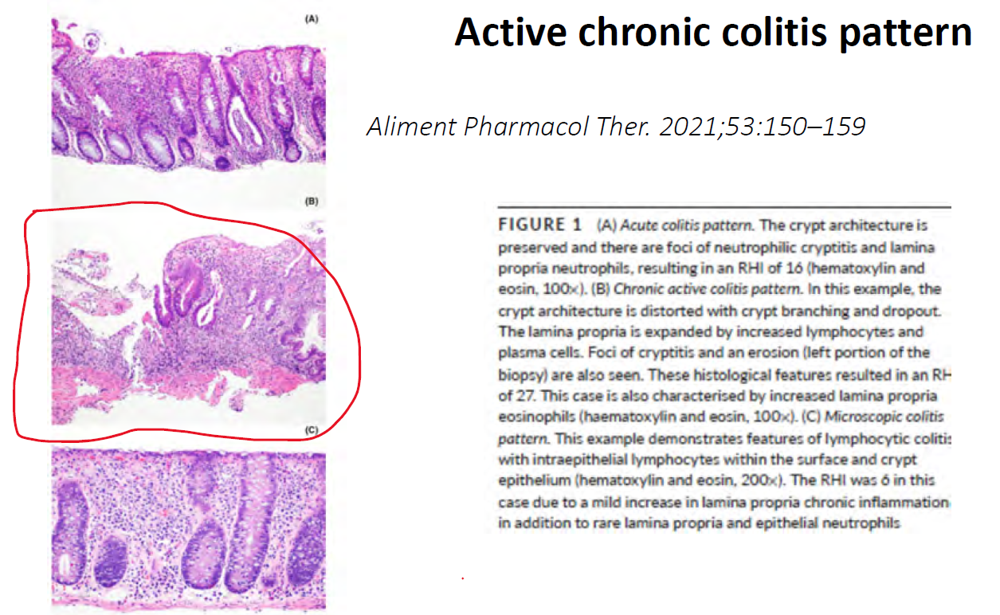 (A)
Active chronic colitis pattern
Aliment Pharmacol Ther. 2021;53:150–159
(B)
(C)
FIGURE 1 (A) Acute colitis pattern. The crypt architecture is
preserved and there are foci of neutrophilic cryptitis and lamina
propria neutrophils, resulting in an RHI of 16 (hematoxylin and
eosin, 100×). (B) Chronic active colitis pattern. In this example, the
crypt architecture is distorted with crypt branching and dropout.
The lamina propria is expanded by increased lymphocytes and
plasma cells. Foci of cryptitis and an erosion (left portion of the
biopsy) are also seen. These histological features resulted in an RH
of 27. This case is also characterised by increased lamina propria
eosinophils (haematoxylin and eosin, 100×). (C) Microscopic colitis
pattern. This example demonstrates features of lymphocytic colitis
with intraepithelial lymphocytes within the surface and crypt
epithelium (hematoxylin and eosin, 200×). The RHI was 6 in this
case due to a mild increase in lamina propria chronic inflammation
in addition to rare lamina propria and epithelial neutrophils